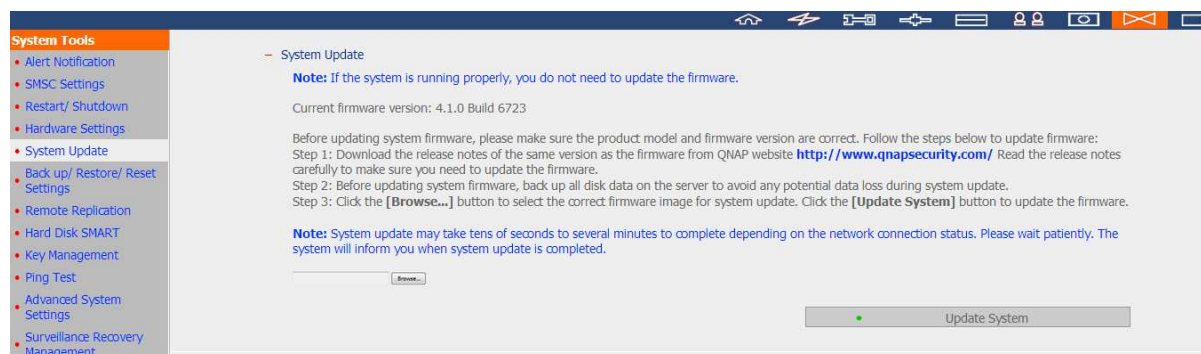 System Tools
Alert Notification
SMSC Settings
Restart/ Shutdown
Hardware Settings
System Update
Back up/ Restore/ Reset
Settings
Remote Replication
Hard Disk SMART
Key Management
Ping Test
Advanced System
Settings
Surveillance Recovery
Management
− System Update
Note: If the system is running properly, you do not need to update the firmware.
Current firmware version: 4.1.0 Build 6723
Before updating system firmware, please make sure the product model and firmware version are correct. Follow the steps below to update firmware:
Step 1: Download the release notes of the same version as the firmware from QNAP website http://www.qnapsecurity.com/ Read the release notes
carefully to make sure you need to update the firmware.
Step 2: Before updating system firmware, back up all disk data on the server to avoid any potential data loss during system update.
Step 3: Click the [Browse...] button to select the correct firmware image for system update. Click the [Update System] button to update the firmware.
Note: System update may take tens of seconds to several minutes to complete depending on the network connection status. Please wait patiently. The
system will inform you when system update is completed.
Browse...
Update System